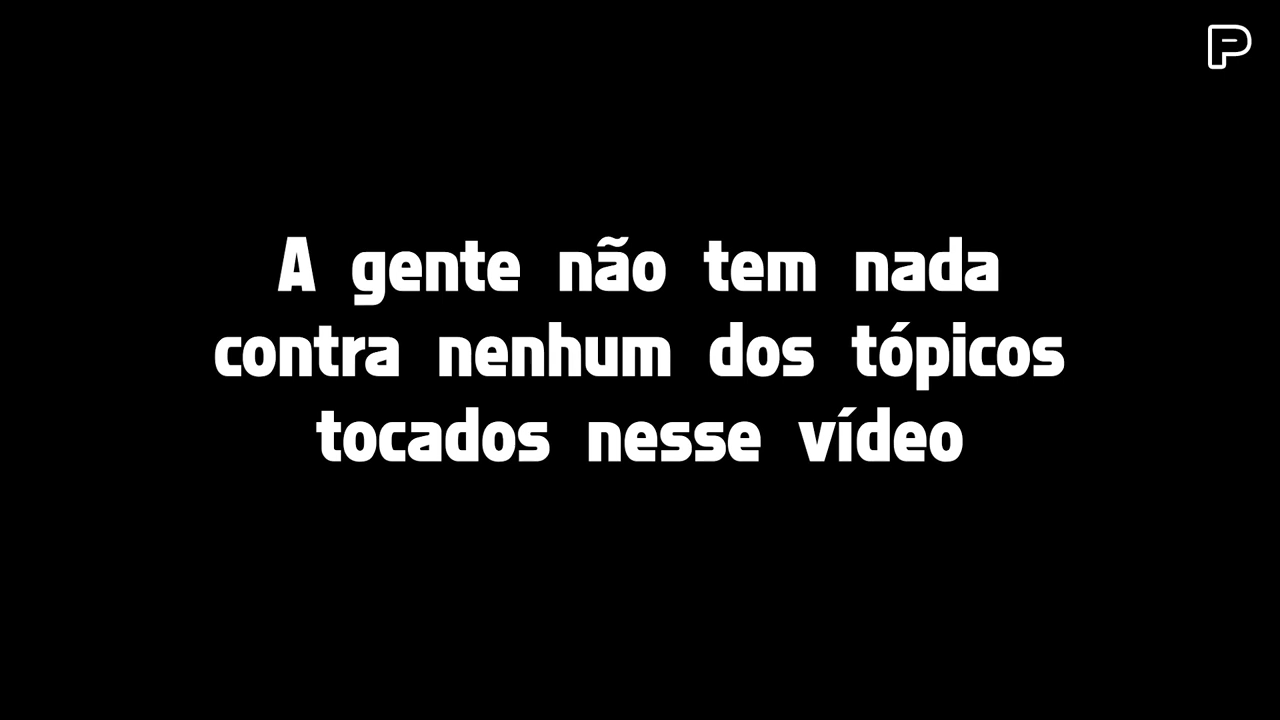 P
A gente não tem nada
contra nenhum dos tópicos
tocados nesse vídeo